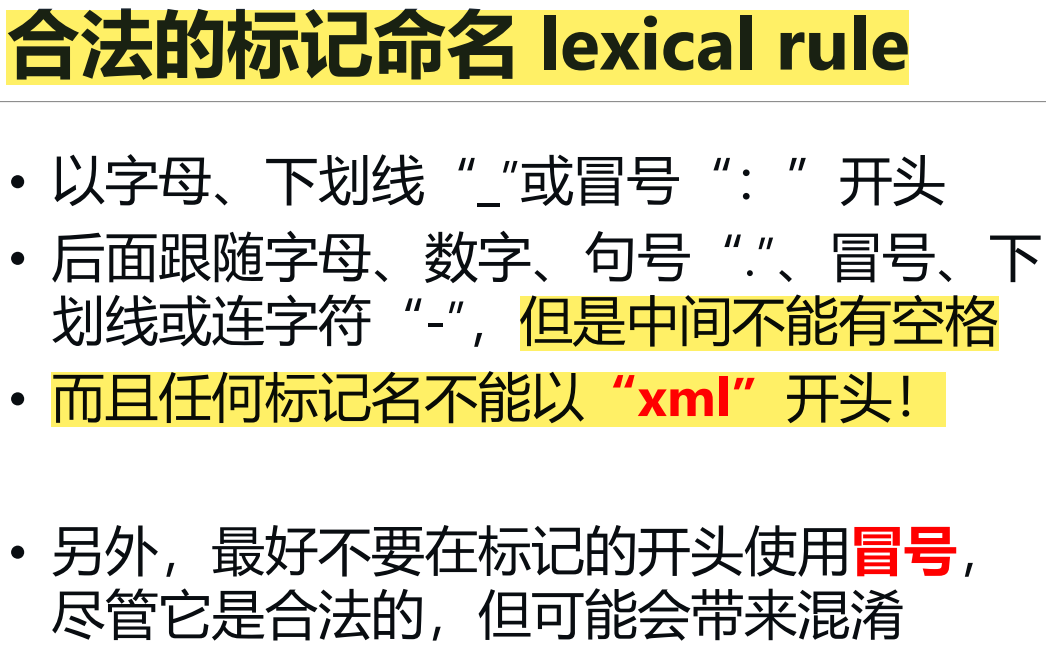 合法的标记命名 lexical rule
• 以字母、下划线“_”或冒号“：”开头
• 后面跟随字母、数字、句号“.”、冒号、下
划线或连字符“-”，但是中间不能有空格
• 而且任何标记名不能以“xml”开头！
• 另外，最好不要在标记的开头使用冒号，
尽管它是合法的，但可能会带来混淆